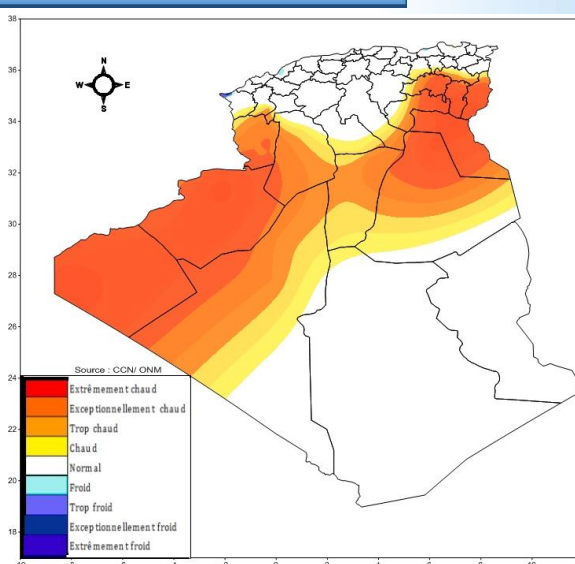 38
36
34
32
30
28
26
24
22
20
18
N
W E
S
Source : CCN/ ONM
Extrêmement chaud
Exceptionnellement chaud
Trop chaud
Chaud
Normal
Froid
Trop froid
Exceptionnellement froid
Extrêmement froid